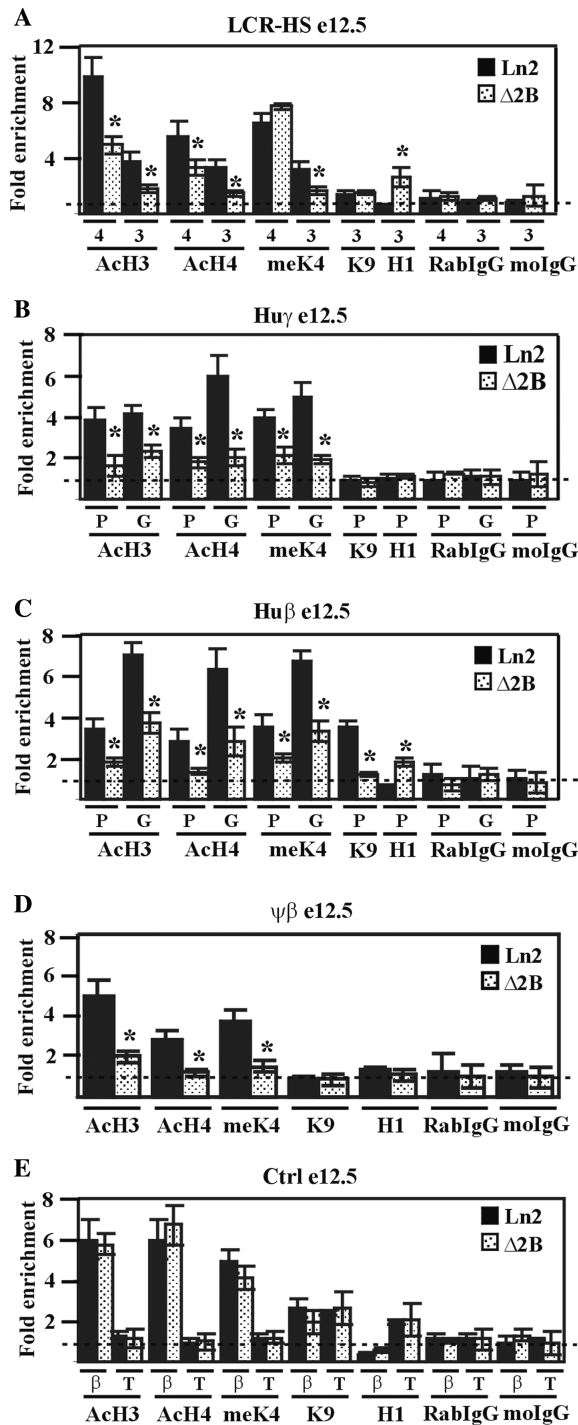 A
LCR-HS e12.5
Fold enrichment
12
8
4
Ln2
Δ2B
* * * * * *
4 3 4 3 4 3 3 3 4 3 3
AcH3 AcH4 meK4 K9 H1 RabIgG moIgG
B
Huγ e12.5
Fold enrichment
8
6
4
2
Ln2
Δ2B
* * * * * *
P G P G P G P P P G P
AcH3 AcH4 meK4 K9 H1 RabIgG moIgG
C
Huβ e12.5
Fold enrichment
8
6
4
2
Ln2
Δ2B
* * * * * * * *
P G P G P G P P P G P
AcH3 AcH4 meK4 K9 H1 RabIgG moIgG
D
ψβ e12.5
Fold enrichment
8
6
4
2
Ln2
Δ2B
* * *
AcH3 AcH4 meK4 K9 H1 RabIgG moIgG
E
Ctrl e12.5
Fold enrichment
8
6
4
2
Ln2
Δ2B
β T β T β T β T β T β T β T
AcH3 AcH4 meK4 K9 H1 RabIgG moIgG